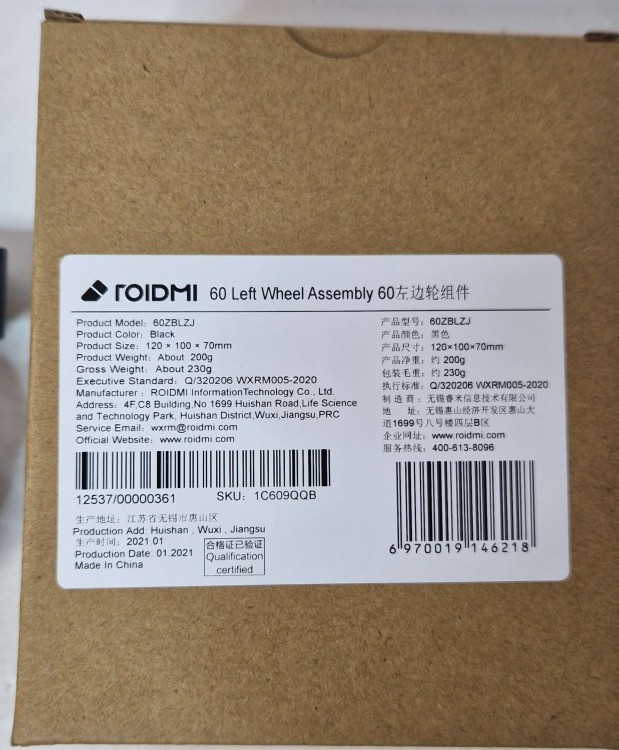 ROIDMI 60 Left Wheel Assembly 60左边轮组件
Product Model: 60ZBLZJ
Product Color: Black
Product Size: 120 × 100 × 70mm
Product Weight: About 200g
Gross Weight: About 230g
Executive Standard: Q/320206 WXRM005-2020
Manufacturer : ROIDMI InformationTechnology Co., Ltd.
Address: 4F,C8 Building,No.1699 Huishan Road,Life Science
and Technology Park, Huishan District,Wuxi,Jiangsu,PRC
Service Email: wxrm@roidmi.com
Official Website: www.roidmi.com
12537/00000361 SKU: 1C609QQB
生产地址: 江苏省无锡市惠山区
Production Add: Huishan , Wuxi , Jiangsu
生产时间: 2021.01
Production Date: 01.2021
Made In China
合格证已验证
Qualification
certified
产品型号: 60ZBLZJ
产品颜色: 黑色
产品尺寸: 120×100×70mm
产品净重: 约 200g
包装毛重: 约 230g
执行标准: Q/320206 WXRM005-2020
制 造 商 : 无锡睿米信息技术有限公司
地 址: 无锡惠山经济开发区惠山大
道1699号八号楼四层B区
企业网址: www.roidmi.com
服务热线: 400-613-8096
6 970019 146218